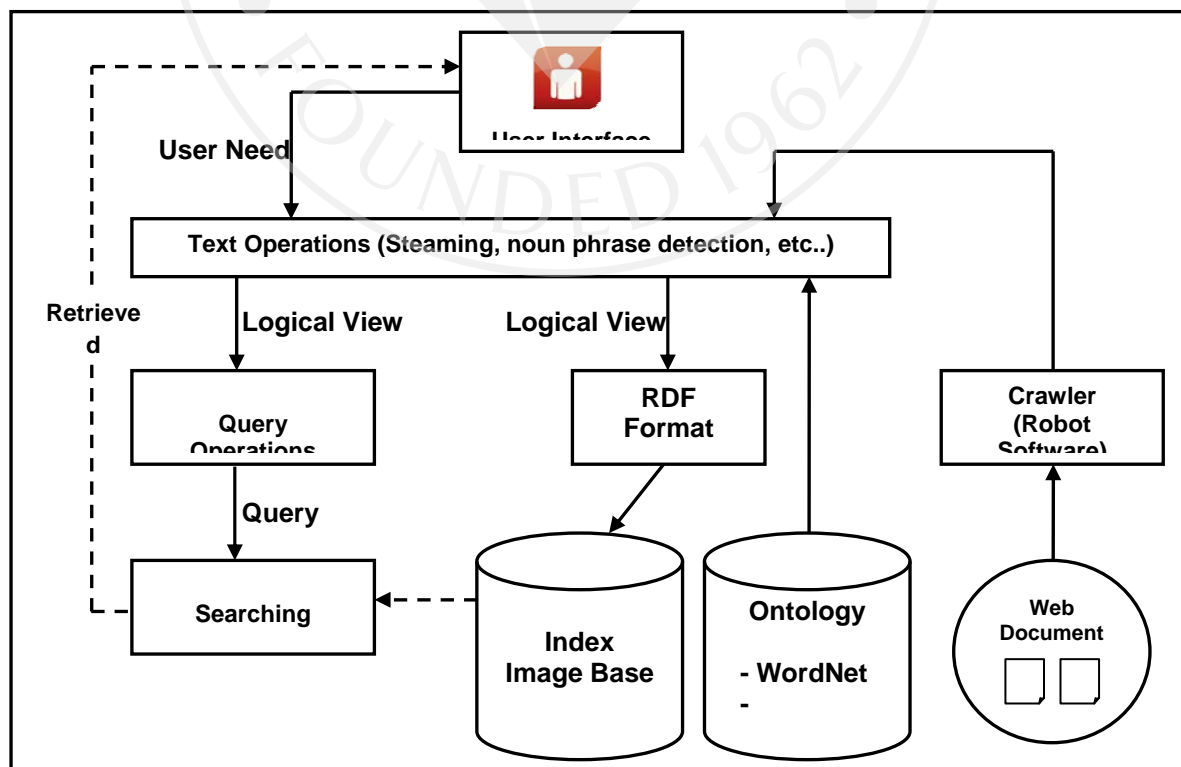 FOUNDED 1962
User Interface
User Need
Text Operations (Steaming, noun phrase detection, etc..)
Retrieve
d
Logical View
Logical View
Query
Operations
RDF
Format
Crawler
(Robot
Software)
Query
Searching
Index
Image Base
Ontology
- WordNet
-
Web
Document